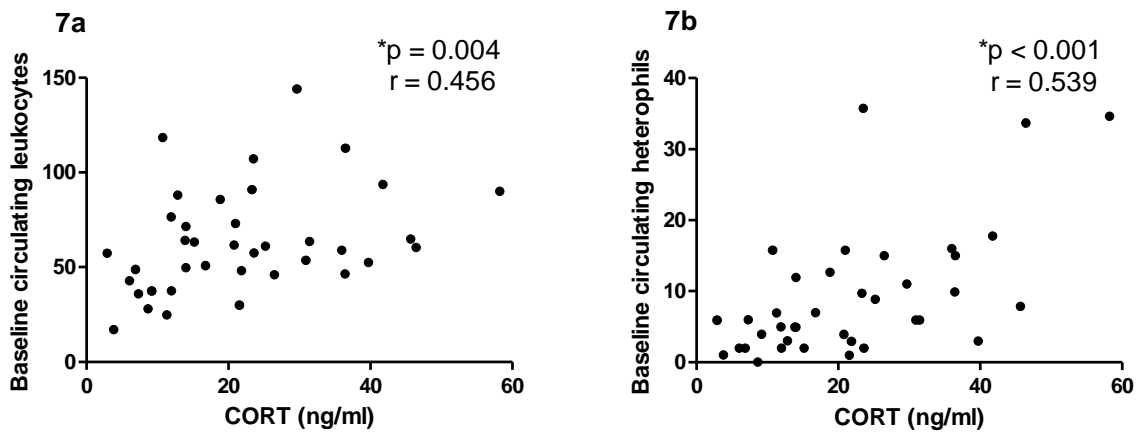 7a
*p = 0.004
r = 0.456
Baseline circulating leukocytes
150
100
50
0
0 20 40 60
CORT (ng/ml)
7b
*p < 0.001
r = 0.539
Baseline circulating heterophils
40
30
20
10
0
0 20 40 60
CORT (ng/ml)